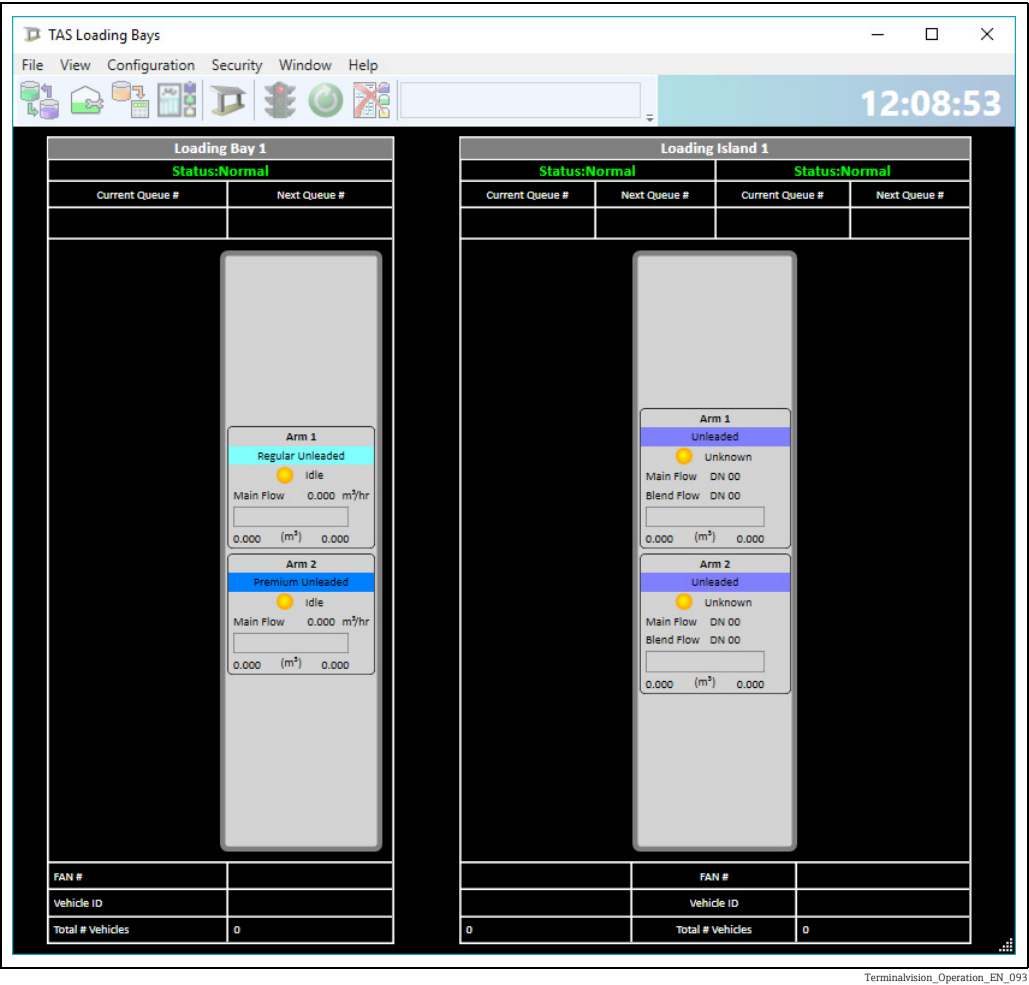 TAS Loading Bays
File View Configuration Security Window Help
12:08:53
Loading Bay 1
Status:Normal
Current Queue # Next Queue #
Arm 1
Regular Unleaded
Idle
Main Flow 0.000 m³/hr
0.000 (m³) 0.000
Arm 2
Premium Unleaded
Idle
Main Flow 0.000 m³/hr
0.000 (m³) 0.000
FAN #
Vehicle ID
Total # Vehicles 0
Loading Island 1
Status:Normal Status:Normal
Current Queue # Next Queue # Current Queue # Next Queue #
Arm 1
Unleaded
Unknown
Main Flow DN 00
Blend Flow DN 00
0.000 (m³) 0.000
Arm 2
Unleaded
Unknown
Main Flow DN 00
Blend Flow DN 00
0.000 (m³) 0.000
FAN #
Vehicle ID
0 Total # Vehicles 0
Terminalvision_Operation_EN_093